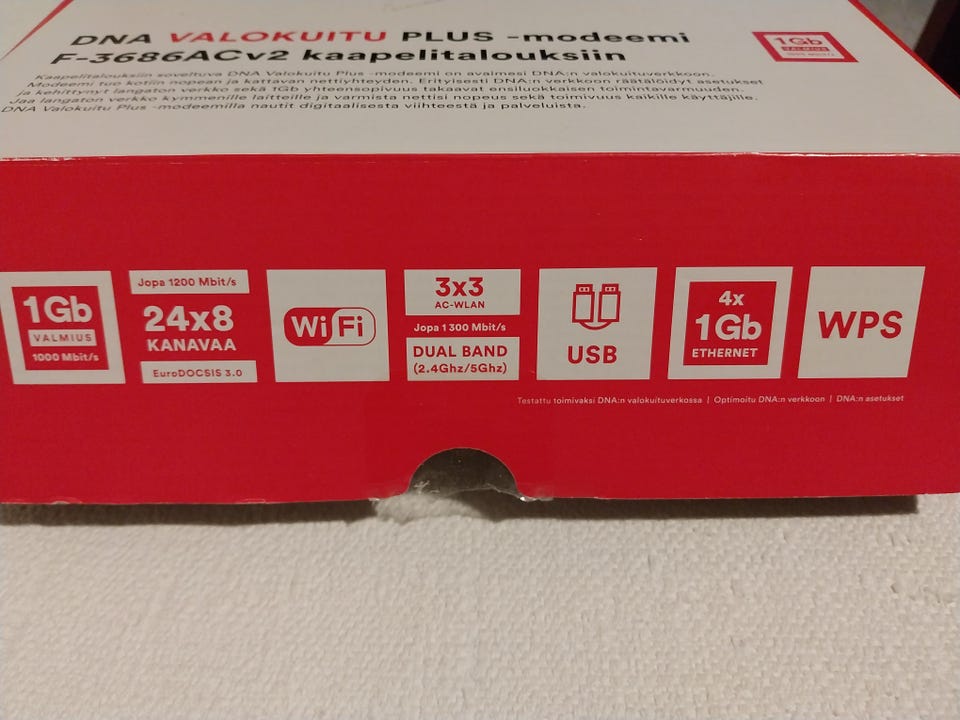 DNA VALOKUITU PLUS -modeemi
F-3686ACv2 kaapelitalouksiin
1Gb
VALMIUS
1000 Mbit/s
Kaapelitalouksiin soveltuva DNA Valokuitu Plus -modeemi on avaimesi DNA:n valokuituverkkoon.
Modeemi tuo kotiin nopean ja kattavan nettiyhteyden. Erityisesti DNA:n verkkoon räätälöidyt asetukset
ja kehittynyt langaton verkko sekä 1Gb yhteensopivuus takaavat ensiluokkaisen toimintavarmuuden.
Jaa langaton verkko kymmenille laitteille ja varmista nettisi nopeus sekä toimivuus kaikille käyttäjille.
DNA Valokuitu Plus -modeemilla nautit digitaalisesta viihteestä ja palveluista.
1Gb
VALMIUS
1000 Mbit/s
Jopa 1200 Mbit/s
24x8
KANAVAA
EuroDOCSIS 3.0
WiFi
3x3
AC-WLAN
Jopa 1300 Mbit/s
DUAL BAND
(2.4Ghz/5Ghz)
USB
4x
1Gb
ETHERNET
WPS
Testattu toimivaksi DNA:n valokuituverkossa | Optimoitu DNA:n verkkoon | DNA:n asetukset